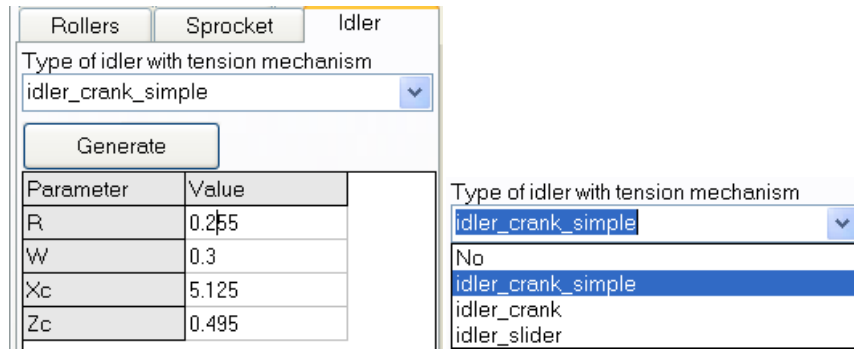 Rollers Sprocket Idler
Type of idler with tension mechanism
idler_crank_simple
Generate
Parameter Value
R 0.255
W 0.3
Xc 5.125
Zc 0.495
Type of idler with tension mechanism
idler_crank_simple
No
idler_crank_simple
idler_crank
idler_slider